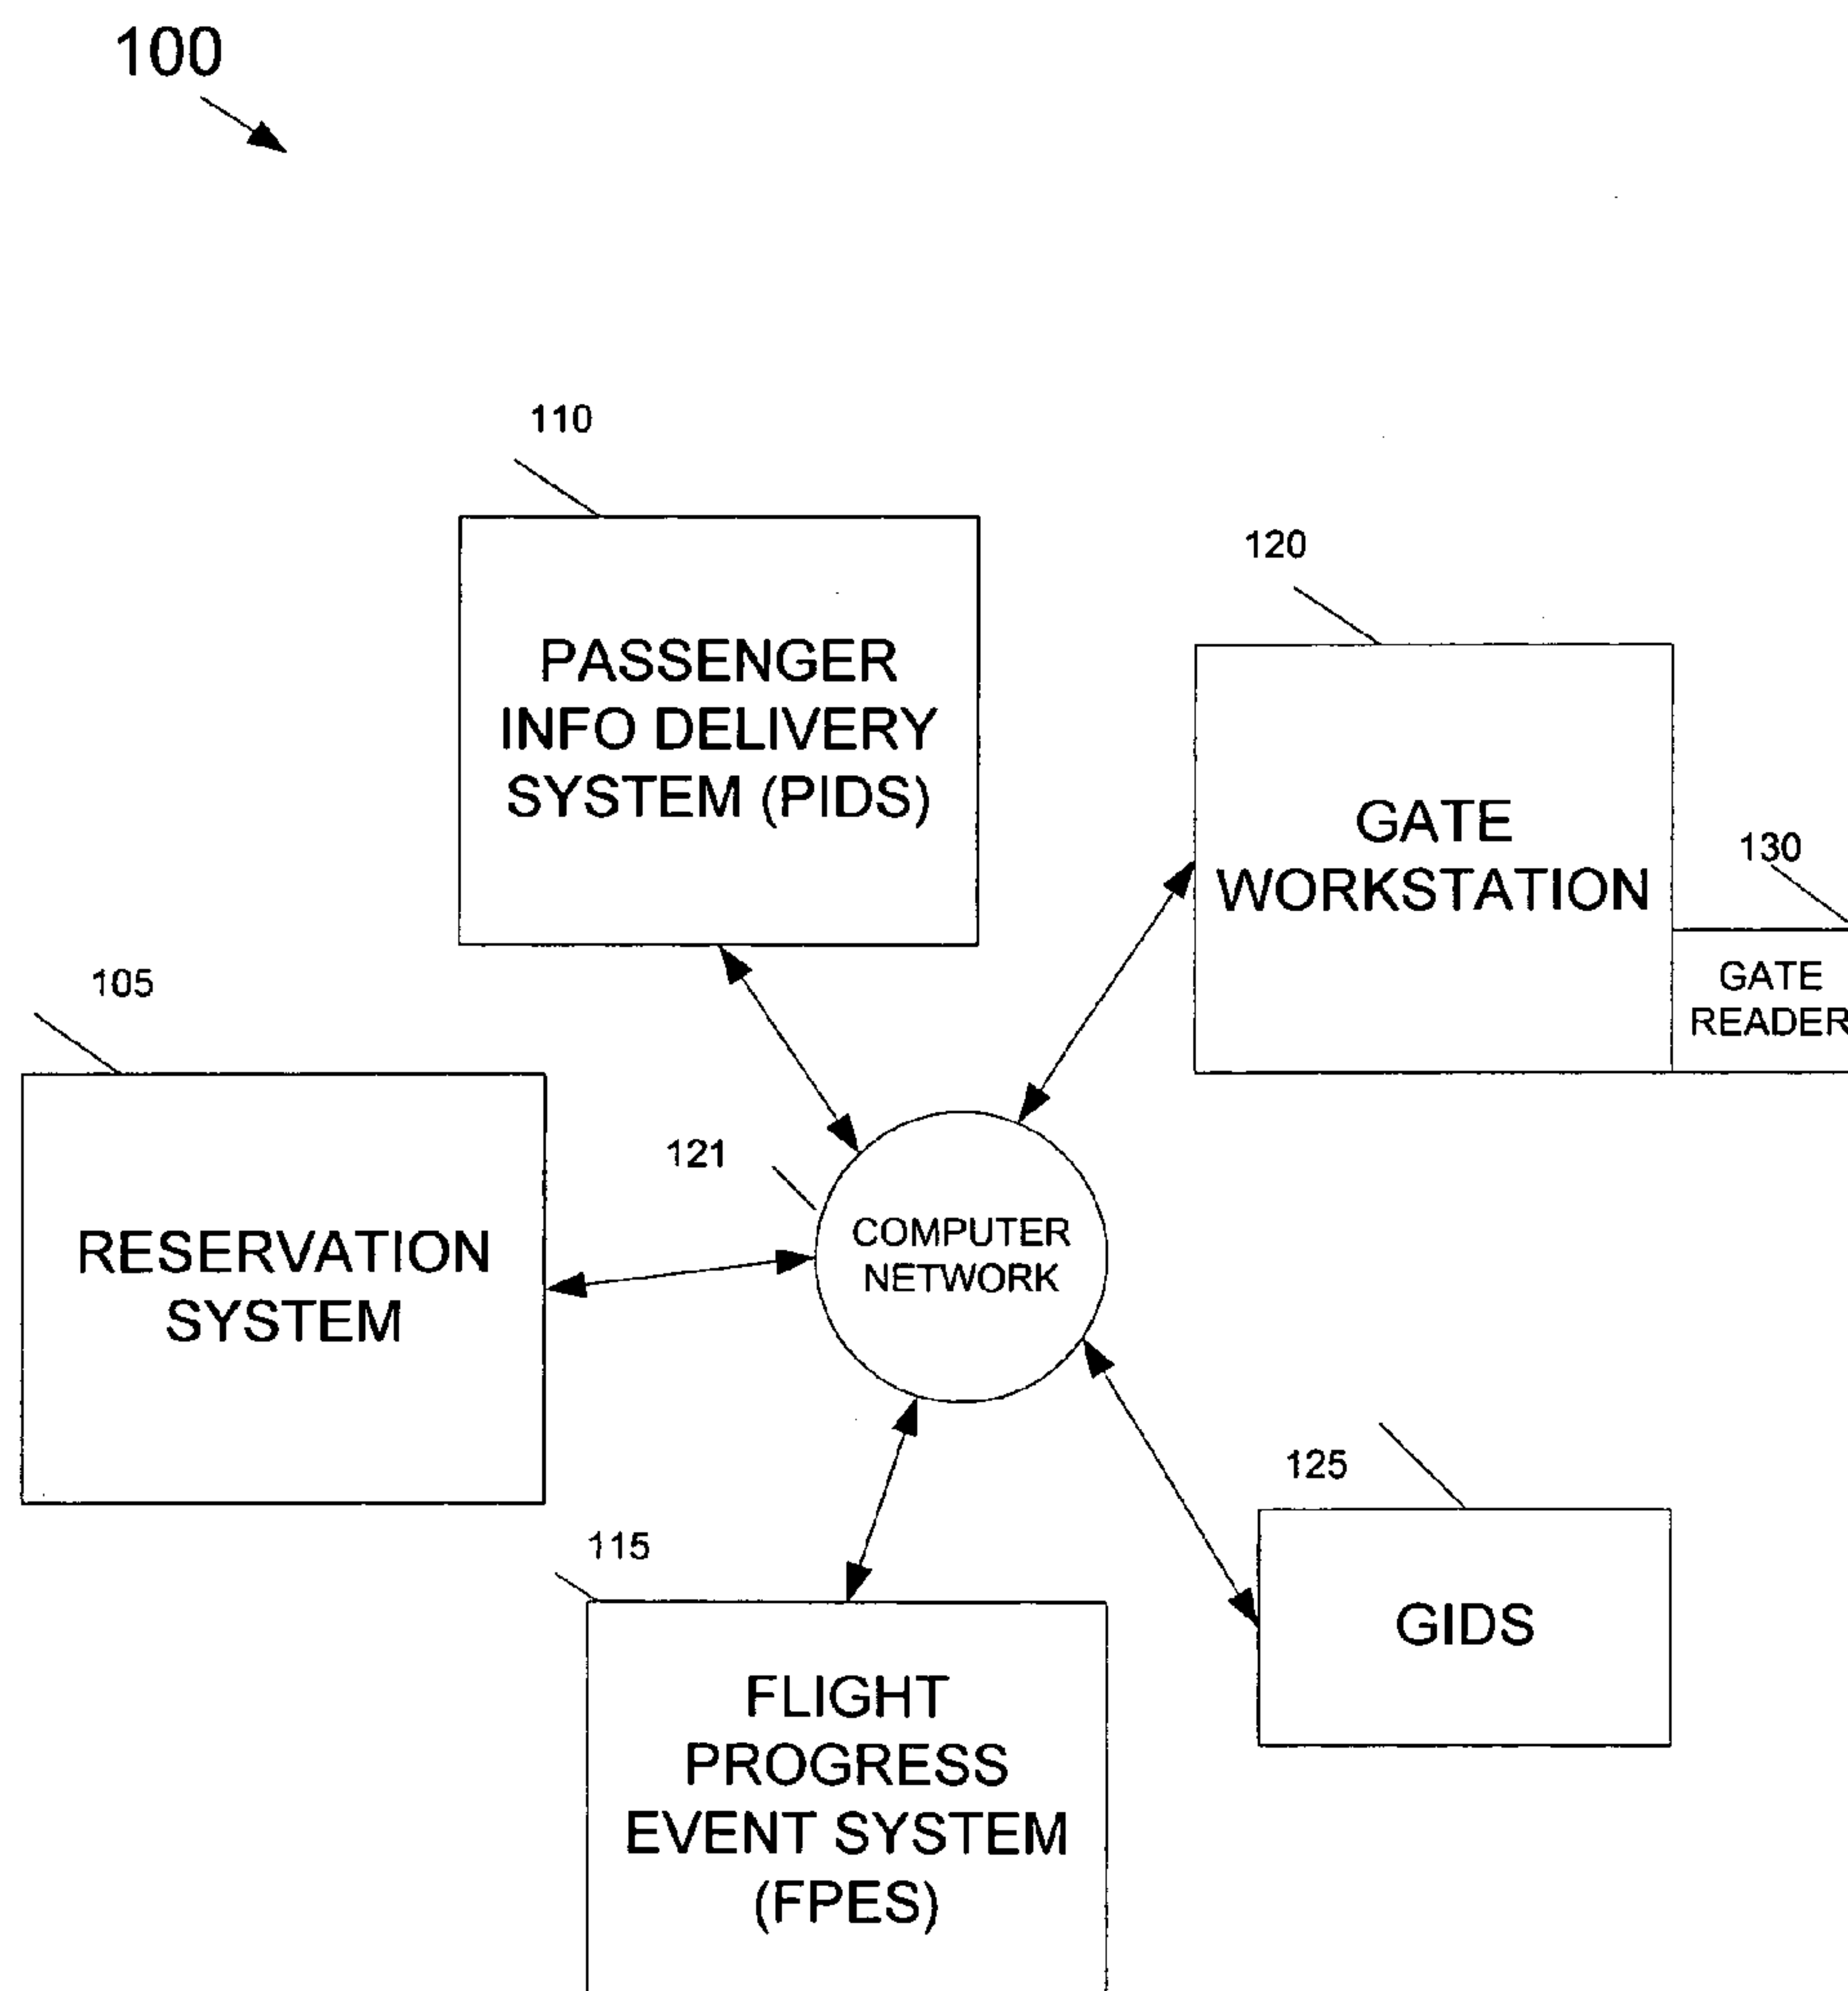 100
110
PASSENGER
INFO DELIVERY
SYSTEM (PIDS)
120
GATE
WORKSTATION
130
GATE
READER
105
RESERVATION
SYSTEM
121
COMPUTER
NETWORK
125
GIDS
115
FLIGHT
PROGRESS
EVENT SYSTEM
(FPES)